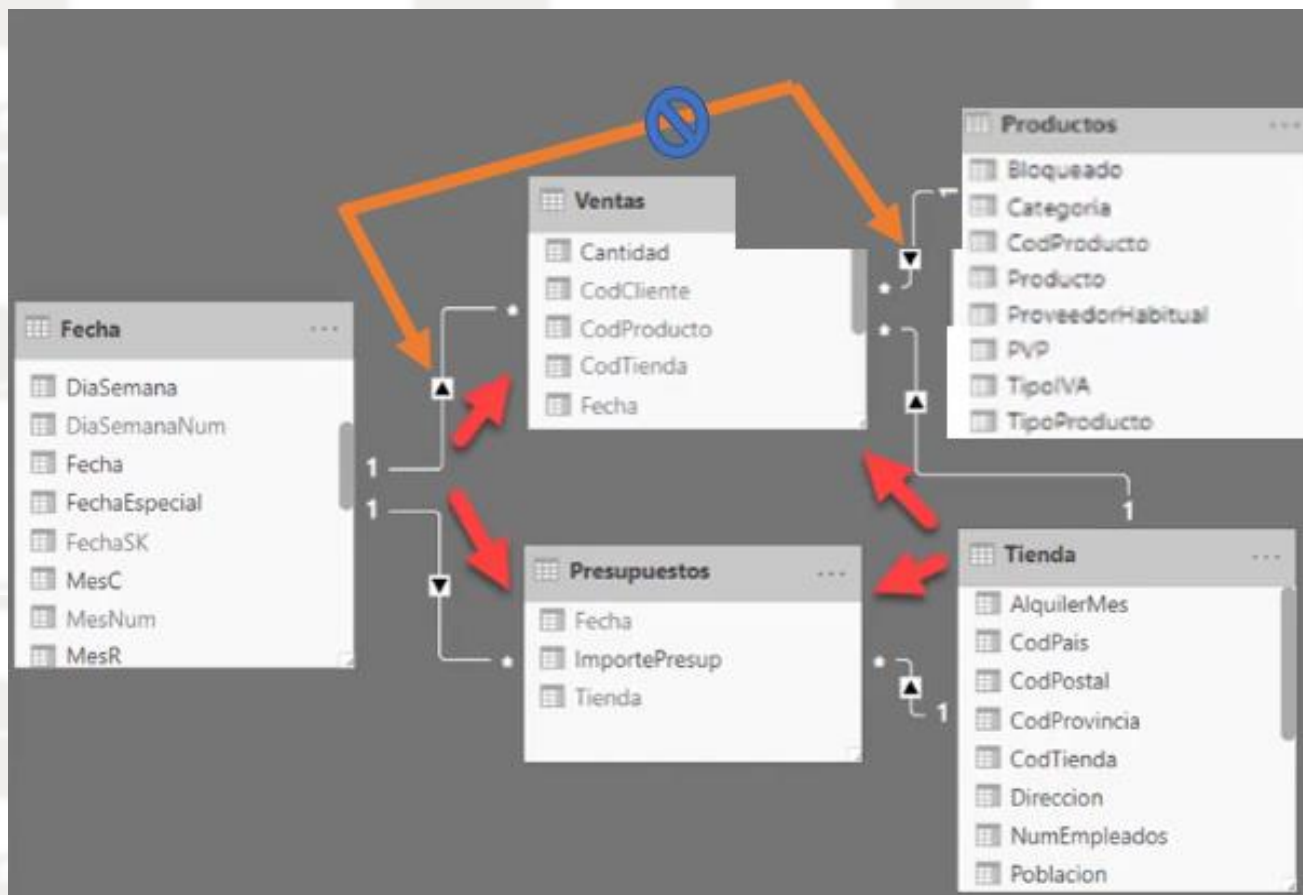 Productos
Bloqueado
Categoria
CodProducto
Producto
ProveedorHabitual
PVP
TipoIVA
TipoProducto
1
Ventas
Cantidad
CodCliente
CodProducto
CodTienda
Fecha
*
*
*
Fecha
DiaSemana
DiaSemanaNum
Fecha
FechaEspecial
FechaSK
MesC
MesNum
MesR
1
1
Presupuestos
Fecha
ImportePresup
Tienda
*
*
1
1
Tienda
AlquilerMes
CodPais
CodPostal
CodProvincia
CodTienda
Direccion
NumEmpleados
Poblacion